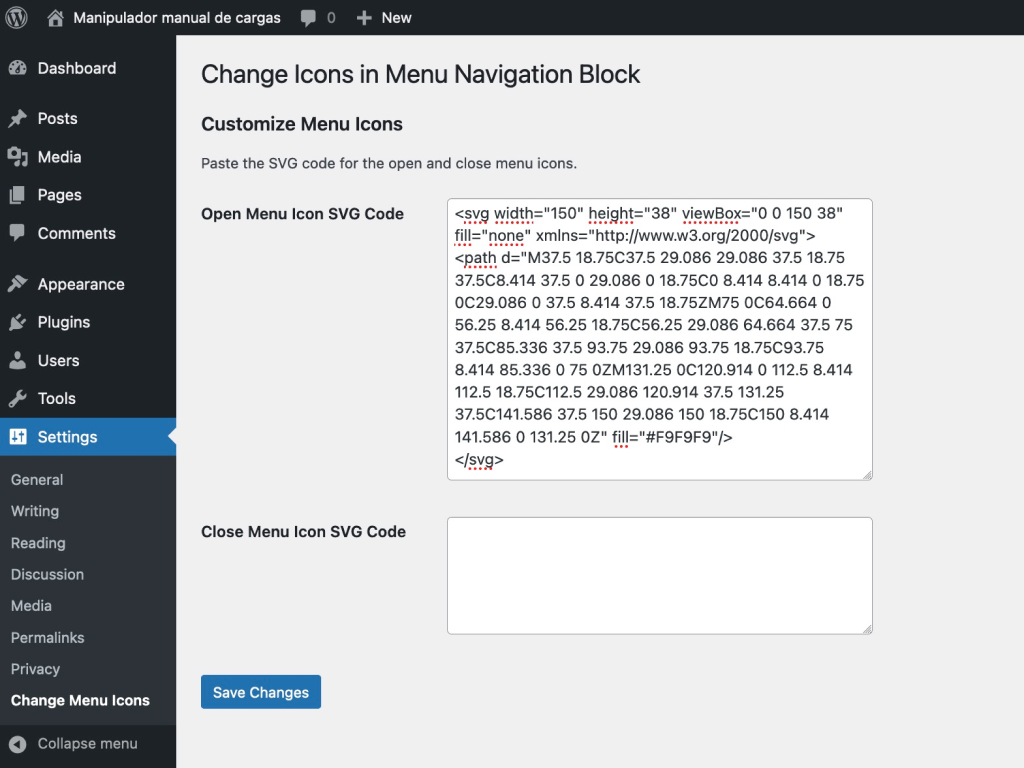 Manipulador manual de cargas
0
New
Dashboard
Posts
Media
Pages
Comments
Appearance
Plugins
Users
Tools
Settings
General
Writing
Reading
Discussion
Media
Permalinks
Privacy
Change Menu Icons
Collapse menu
Change Icons in Menu Navigation Block
Customize Menu Icons
Paste the SVG code for the open and close menu icons.
Open Menu Icon SVG Code
<svg width="150" height="38" viewBox="0 0 150 38"
fill="none" xmlns="http://www.w3.org/2000/svg">
<path d="M37.5 18.75C37.5 29.086 29.086 37.5 18.75
37.5C8.414 37.5 0 29.086 0 18.75C0 8.414 8.414 0 18.75
0C29.086 0 37.5 8.414 37.5 18.75ZM75 0C64.664 0
56.25 8.414 56.25 18.75C56.25 29.086 64.664 37.5 75
37.5C85.336 37.5 93.75 29.086 93.75 18.75C93.75
8.414 85.336 0 75 0ZM131.25 0C120.914 0 112.5 8.414
112.5 18.75C112.5 29.086 120.914 37.5 131.25
37.5C141.586 37.5 150 29.086 150 18.75C150 8.414
141.586 0 131.25 0Z" fill="#F9F9F9"/>
</svg>
Close Menu Icon SVG Code
Save Changes